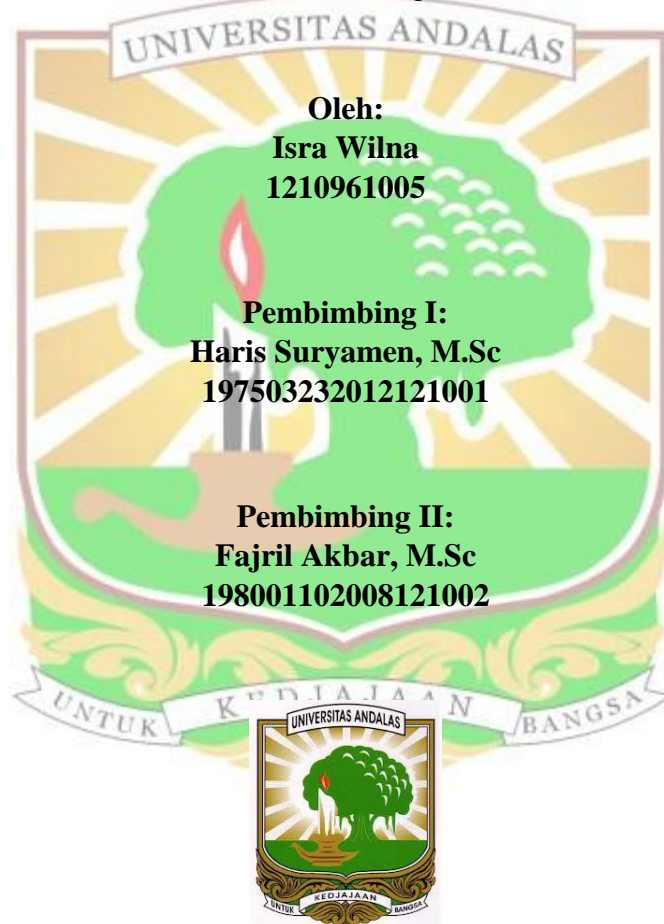 UNIVERSITAS ANDALAS
Oleh:
Isra Wilna
1210961005
Pembimbing I:
Haris Suryamen, M.Sc
197503232012121001
Pembimbing II:
Fajril Akbar, M.Sc
198001102008121002
UNTUK KEDJAJAAN BANGSA
UNIVERSITAS ANDALAS
UNTUK KEDJAJAAN BANGSA